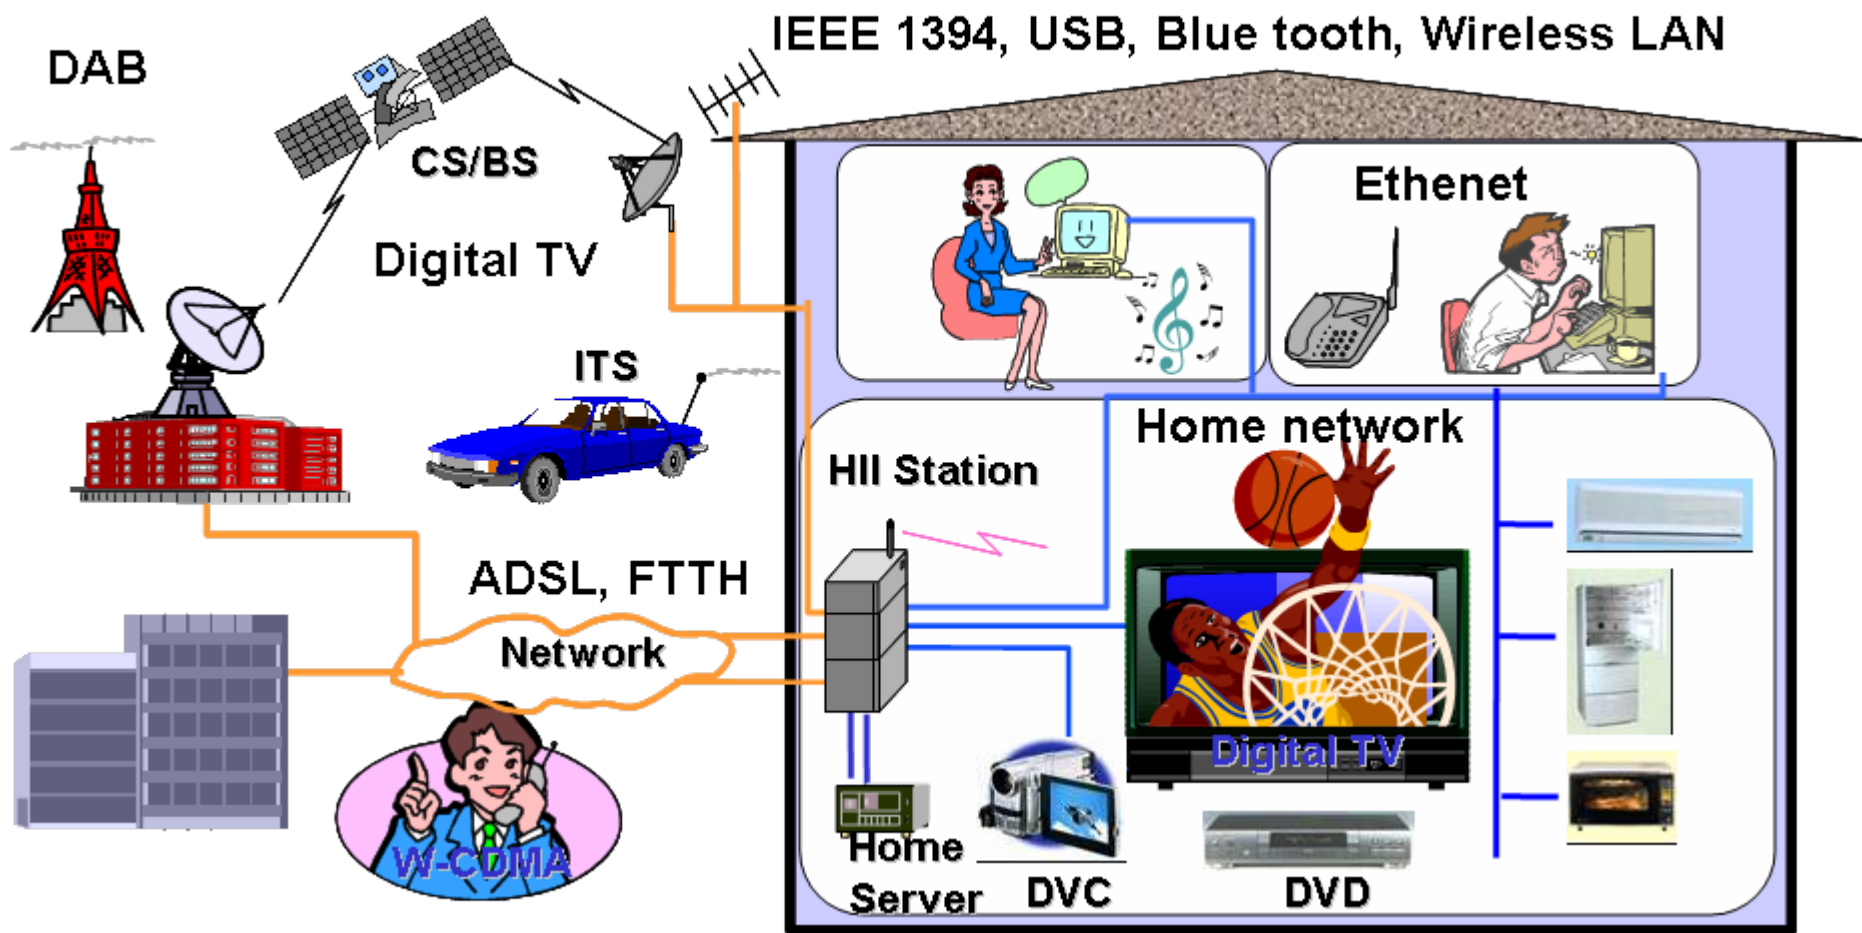 IEEE 1394, USB, Blue tooth, Wireless LAN
DAB
CS/BS
Digital TV
Ethenet
ITS
Home network
HII Station
ADSL, FTTH
Network
Digital TV
W-CDMA
Home
Server
DVC
DVD